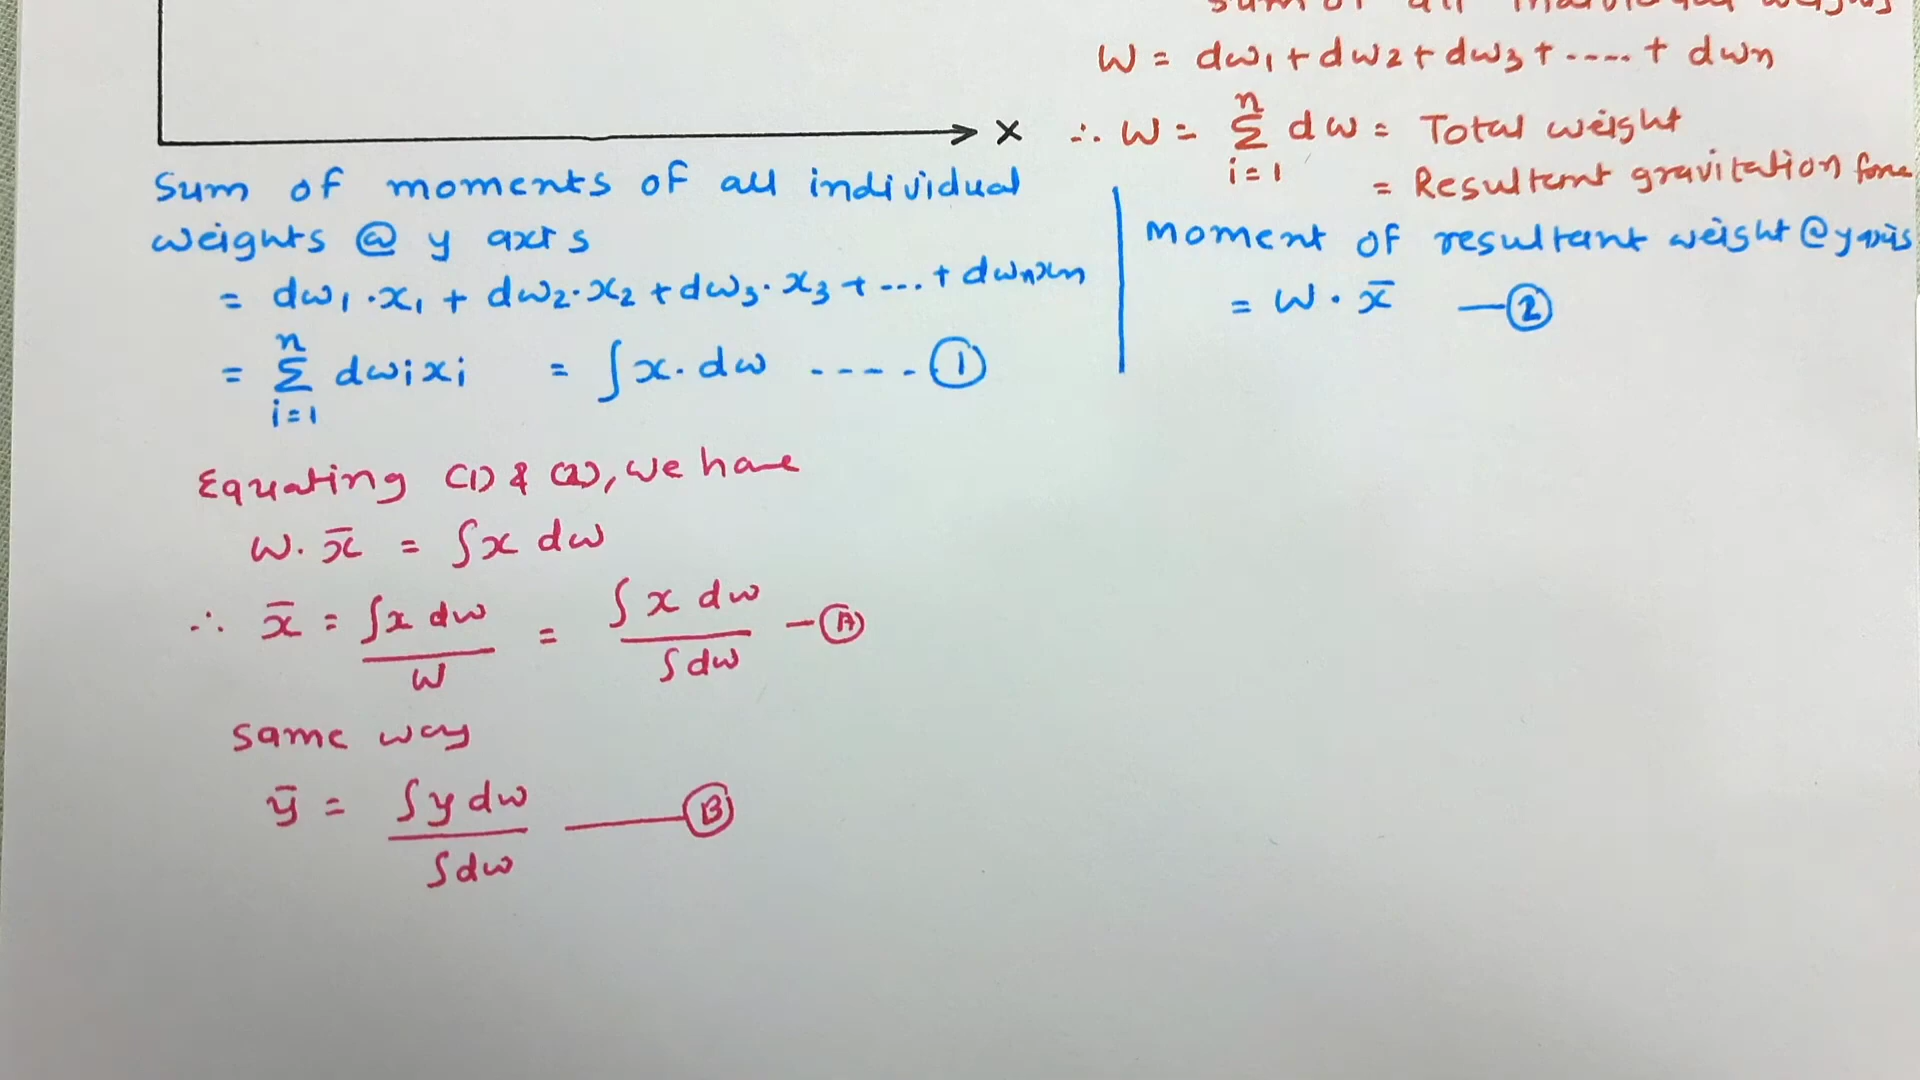 W = dw1 + dw2 + dw3 + ---- + dwn
X
∴ W = n Σ i=1 dw = Total weight
= Resultant gravitation force
Sum of moments of all individual
weights @ y axis
= dw1·x1 + dw2·x2 + dw3·x3 + ... + dwnxn
= n Σ i=1 dwixi = ∫x.dw ---- ①
Moment of resultant weight @ y axis
= W · x̄ —②
Equating (1) & (2), we have
W. x̄ = ∫x dw
∴ x̄ = ∫x dw / W = ∫x dw / ∫dw —Ⓐ
same way
ȳ = ∫y dw / ∫dw —Ⓑ